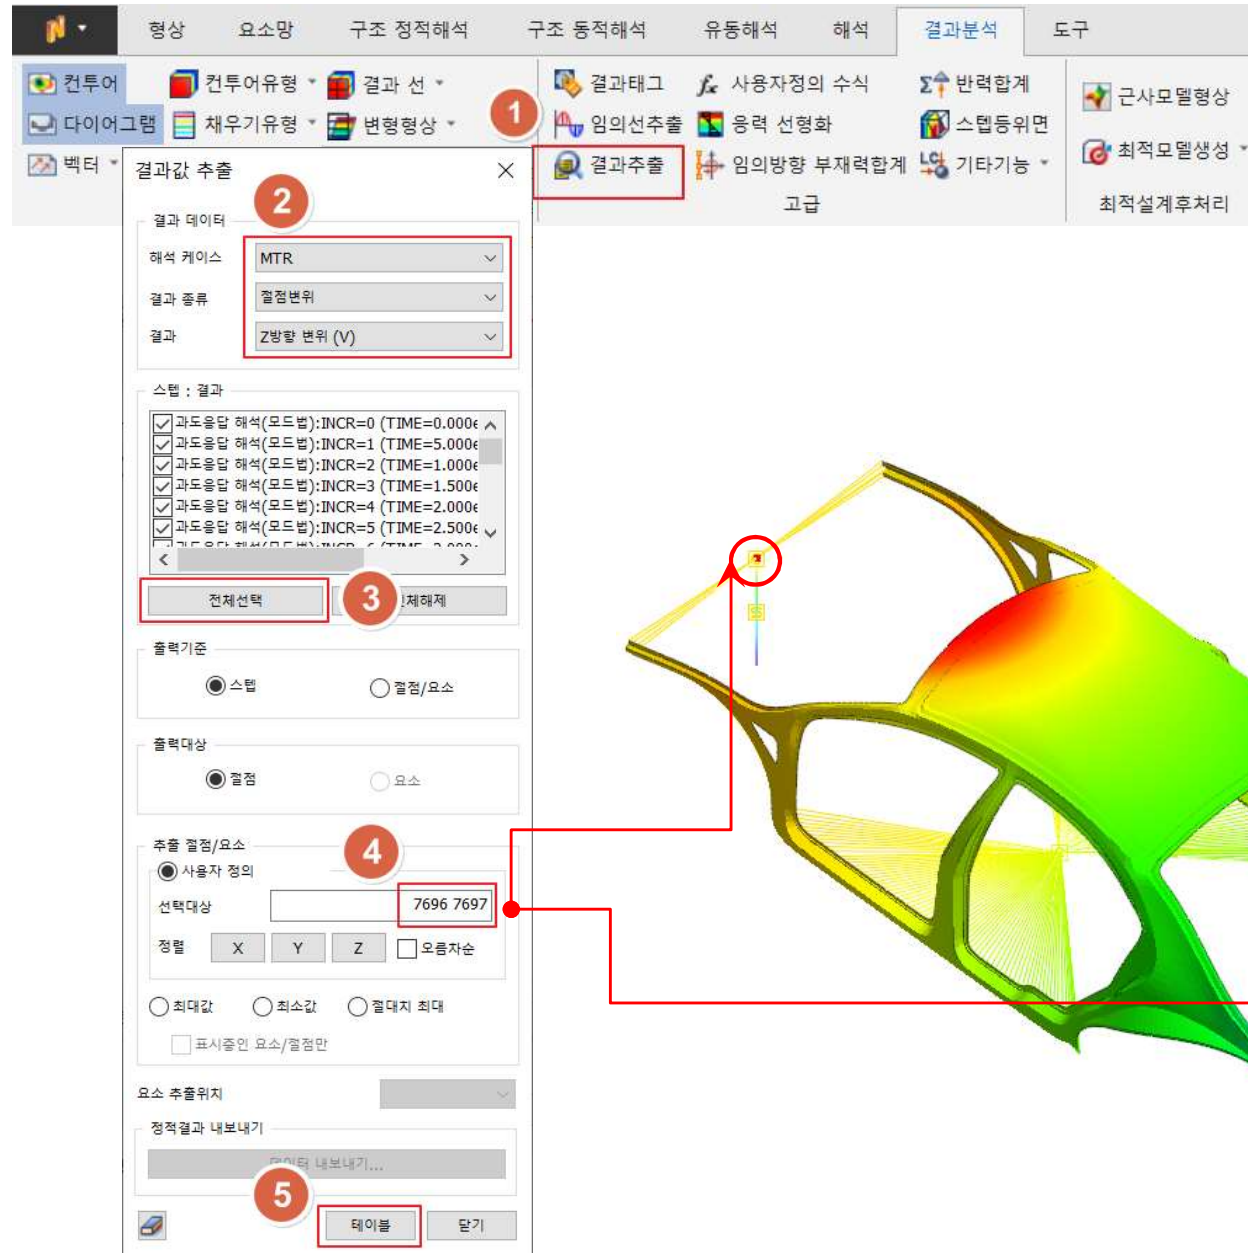 형상 요소망 구조 정적해석 구조 동적해석 유동해석 해석 결과분석 도구
컨투어 컨투어유형 결과 선 결과태그 사용자정의 수식 반력합계 근사모델형상
다이어그램 채우기유형 변형형상 임의선추출 응력 선형화 스텝등위면 최적모델생성
벡터 결과추출 임의방향 부재력합계 기타기능
고급 최적설계후처리
1
결과값 추출
2
결과 데이터
해석 케이스 MTR
결과 종류 절점변위
결과 Z방향 변위 (V)
스텝 : 결과
과도응답 해석(모드법):INCR=0 (TIME=0.000e
과도응답 해석(모드법):INCR=1 (TIME=5.000e
과도응답 해석(모드법):INCR=2 (TIME=1.000e
과도응답 해석(모드법):INCR=3 (TIME=1.500e
과도응답 해석(모드법):INCR=4 (TIME=2.000e
과도응답 해석(모드법):INCR=5 (TIME=2.500e
전체선택 3 전체해제
출력기준
스텝 절점/요소
출력대상
절점 요소
추출 절점/요소
4
사용자 정의
선택대상 7696 7697
정렬 X Y Z 오름차순
최대값 최소값 절대치 최대
표시중인 요소/절점만
요소 추출위치
정적결과 내보내기
데이터 내보내기...
5
테이블 닫기